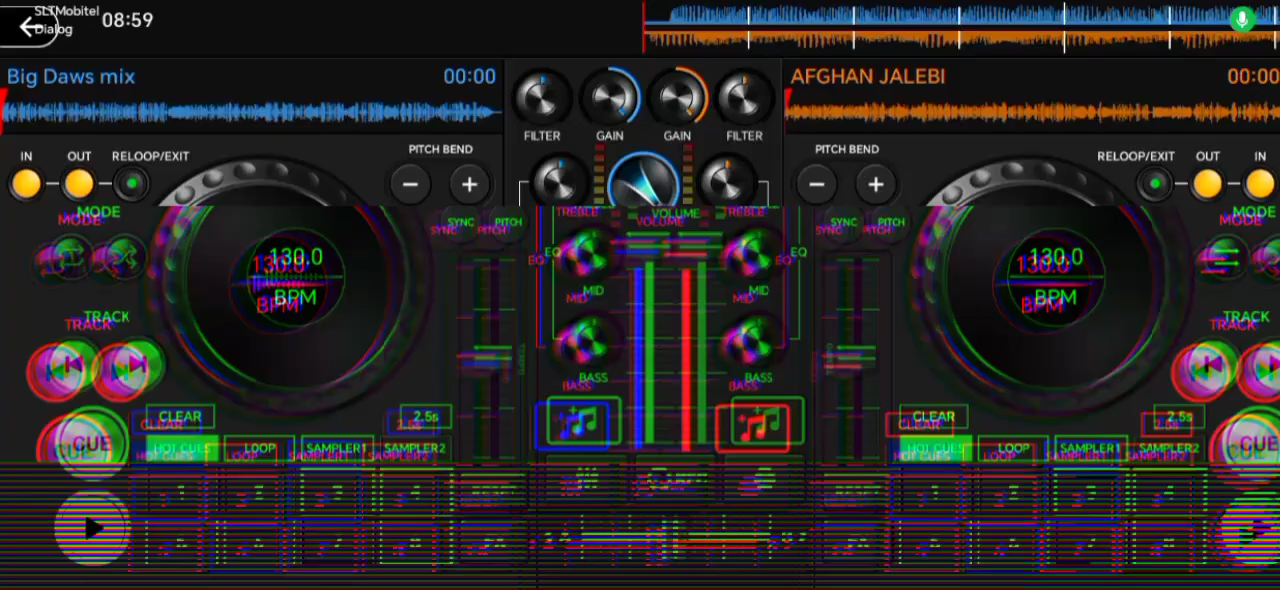 SLTMobitel
Dialog
08:59
Big Daws mix 00:00
AFGHAN JALEBI 00:00
FILTER GAIN GAIN FILTER
IN OUT RELOOP/EXIT
PITCH BEND
PITCH BEND
RELOOP/EXIT OUT IN
MODE
SYNC PITCH
TREBLE VOLUME TREBLE
SYNC PITCH
MODE
EQ EQ
130.0
BPM
MID MID
130.0
BPM
TRACK
TEMPO
TEMPO
TRACK
BASS BASS
CLEAR 2.5s
CLEAR 2.5s
CUE
CUE
HOT CUES LOOP SAMPLER1 SAMPLER2
HOT CUES LOOP SAMPLER1 SAMPLER2